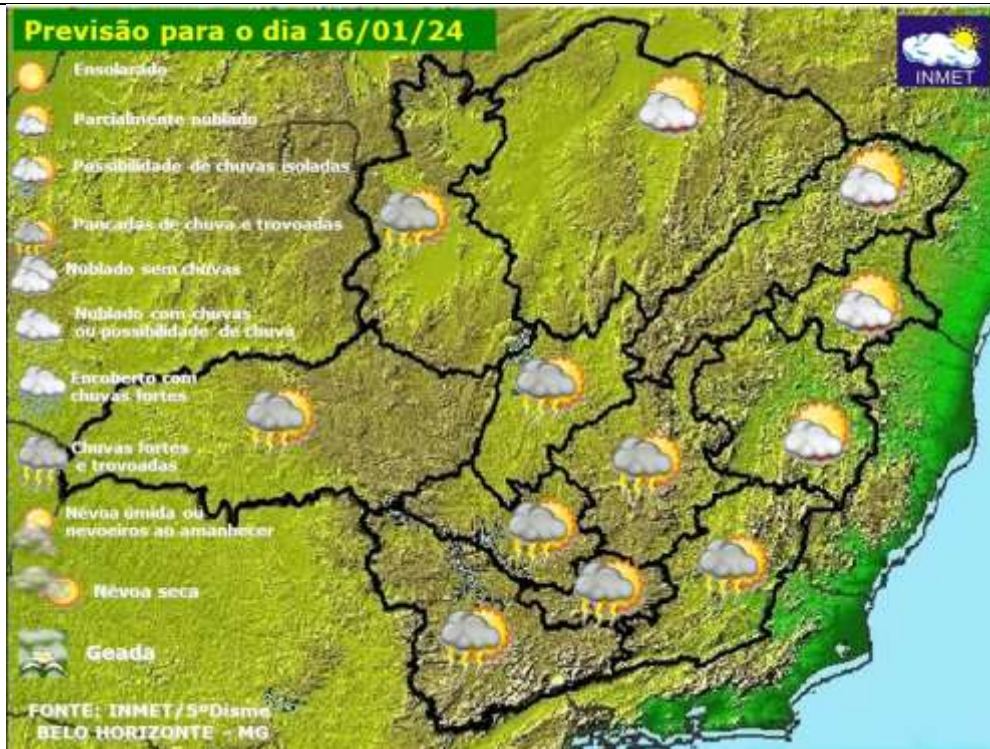 Previsão para o dia 16/01/24
INMET
Ensolarado
Parcialmente nublado
Possibilidade de chuvas isoladas
Pancadas de chuva e trovoadas
Nublado sem chuvas
Nublado com chuvas
ou possibilidade de chuva
Encoberto com
chuvas fortes
Chuvas fortes
e trovoadas
Névoa úmida ou
nevoeiros ao amanhecer
Névoa seca
Geada
FONTE: INMET/5ºDisme
BELO HORIZONTE - MG